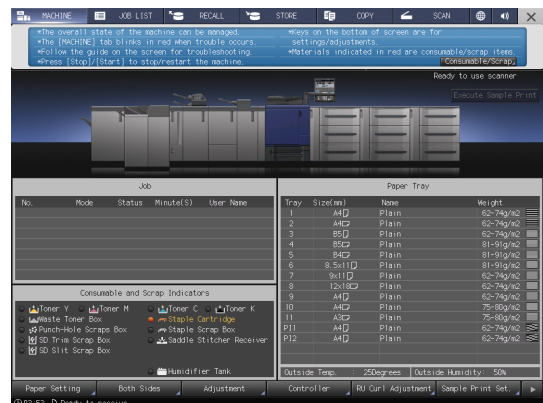 MACHINE JOB LIST RECALL STORE COPY SCAN
*The overall state of the machine can be managed.
*The [MACHINE] tab blinks in red when trouble occurs.
*Follow the guide on the screen for troubleshooting.
*Press [Stop]/[Start] to stop/restart the machine.
*Keys on the bottom of screen are for
settings/adjustments.
*Materials indicated in red are consumable/scrap items.
Consumable/Scrap
Ready to use scanner
Execute Sample Print
Job
No. Mode Status Minute(S) User Name
Paper Tray
Tray Size(mm) Name Weight
1 A4 Plain 62-74g/m2
2 A4 Plain 62-74g/m2
3 B5 Plain 62-74g/m2
4 B5 Plain 81-91g/m2
5 B4 Plain 81-91g/m2
6 8.5x11 Plain 81-91g/m2
7 9x11 Plain 62-74g/m2
8 12x18 Plain 62-74g/m2
9 A4 Plain 62-74g/m2
10 A4 Plain 75-80g/m2
11 A3 Plain 75-80g/m2
PI1 A4 Plain 62-74g/m2
PI2 A4 Plain 62-74g/m2
Consumable and Scrap Indicators
Toner Y Toner M Toner C Toner K
Waste Toner Box Staple Cartridge
Punch-Hole Scraps Box Staple Scrap Box
SD Trim Scrap Box Saddle Stitcher Receiver
SD Slit Scrap Box
Humidifier Tank
Outside Temp. : 25Degrees Outside Humidity: 50%
Paper Setting Both Sides Adjustment Controller RU Curl Adjustment Sample Print Set.